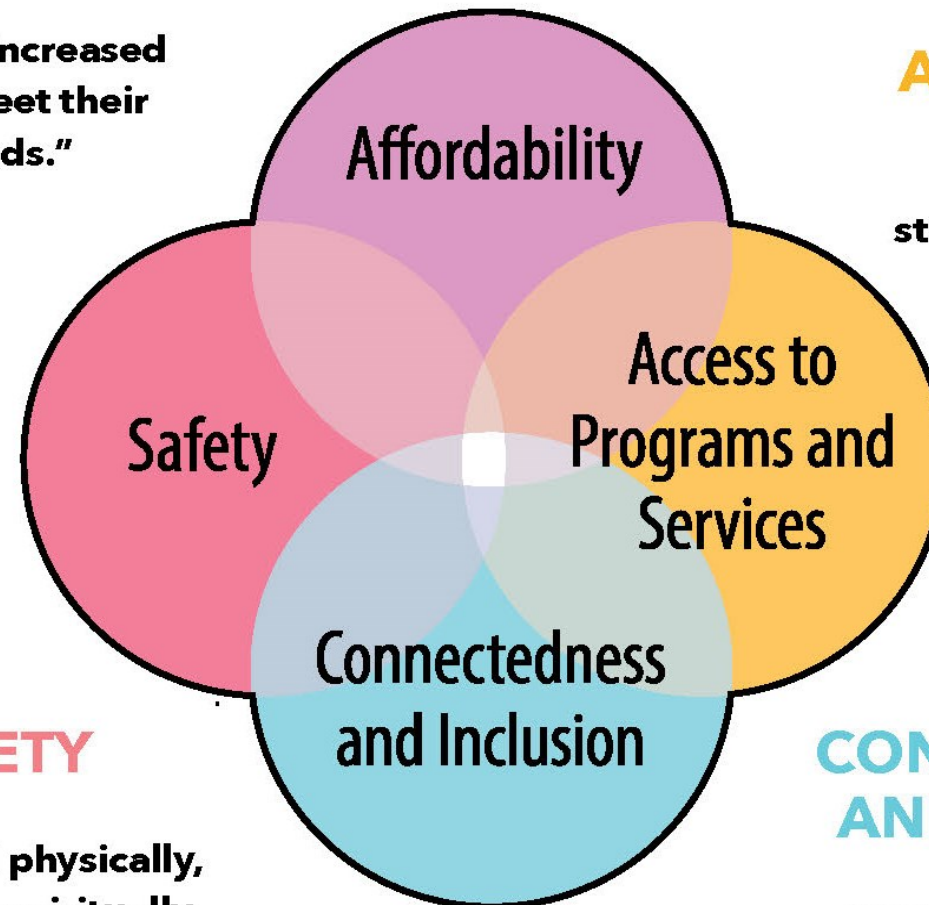 ncreased
eet their
ds."
A
st
Affordability
Safety
Access to
Programs and
Services
Connectedness
and Inclusion
ETY
physically,
CON
AN